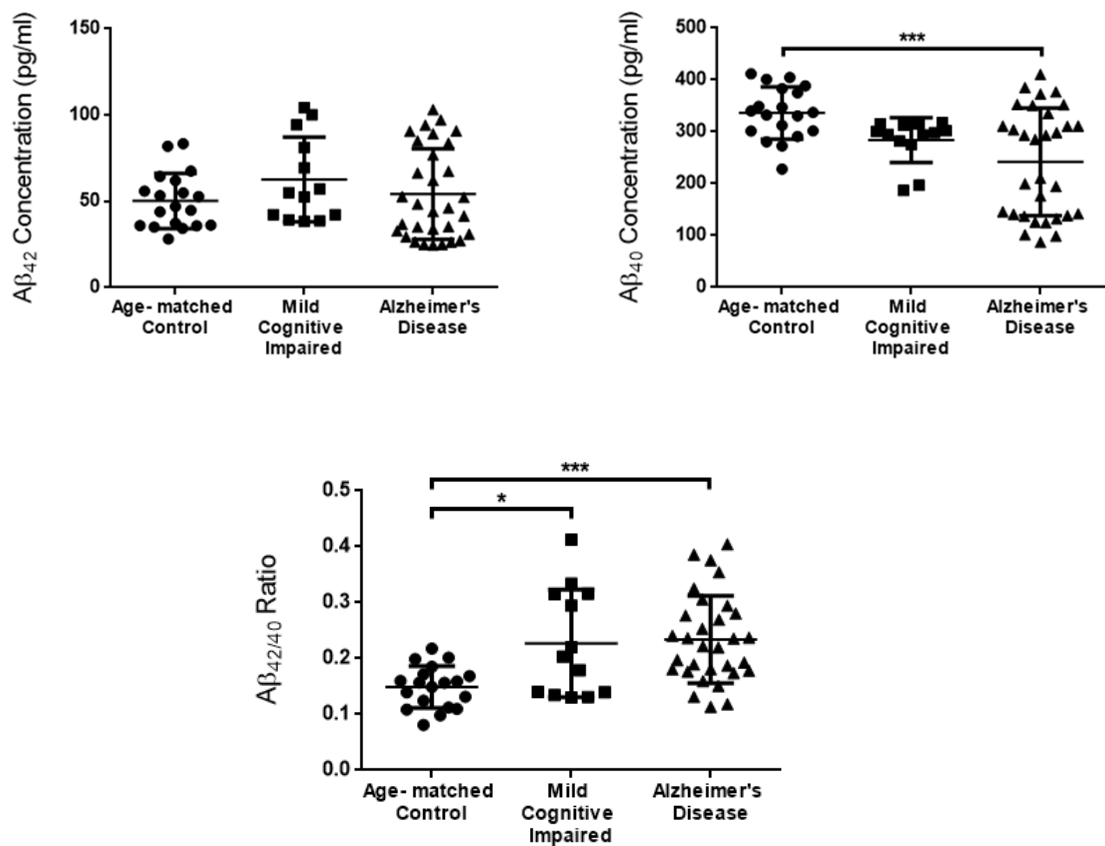 Aβ42 Concentration (pg/ml)
150
100
50
0
Age- matched
Control
Mild
Cognitive
Impaired
Alzheimer's
Disease
Aβ40 Concentration (pg/ml)
500
400
300
200
100
0
***
Age- matched
Control
Mild
Cognitive
Impaired
Alzheimer's
Disease
Aβ42/40 Ratio
0.5
0.4
0.3
0.2
0.1
0.0
***
*
Age- matched
Control
Mild
Cognitive
Impaired
Alzheimer's
Disease